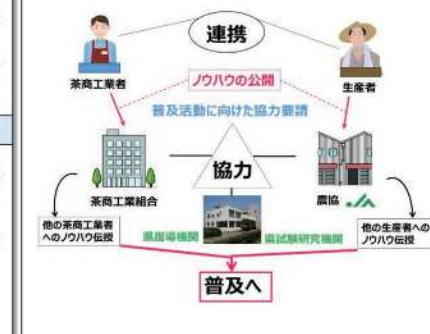 連携
茶商工業者
生産者
ノウハウの公開
普及活動に向けた協力要請
協力
茶商工業組合
農協
JA
他の茶商工業者
へのノウハウ伝授
県指導機関
県試験研究機関
他の生産者への
ノウハウ伝授
普及へ